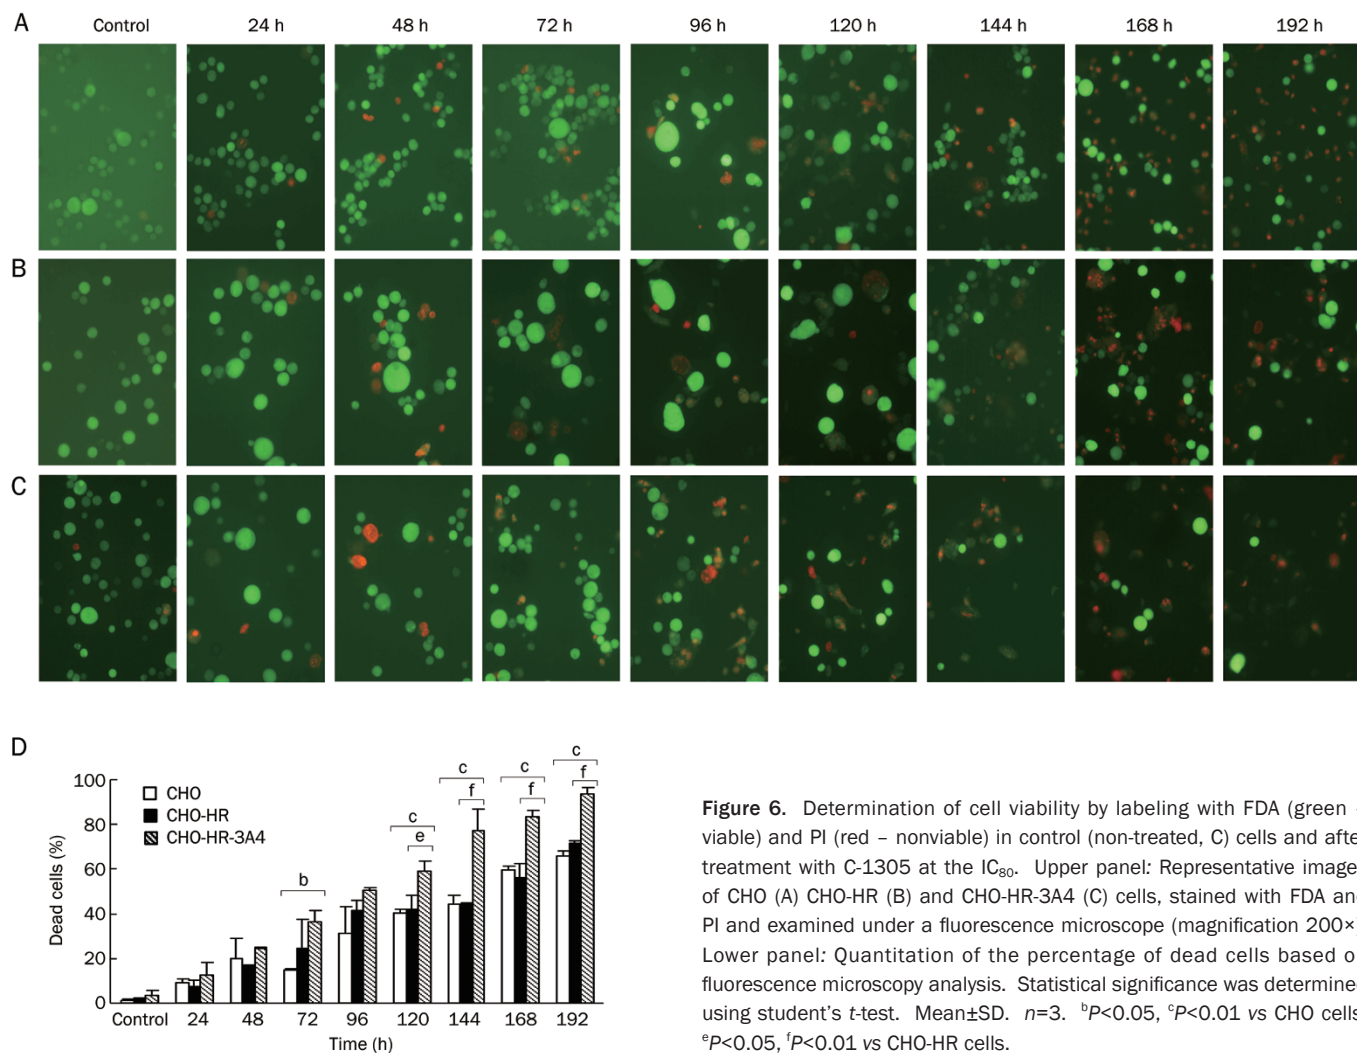 A Control 24 h 48 h 72 h 96 h 120 h 144 h 168 h 192 h
B
C
D
Dead cells (%)
100
80
60
40
20
0
CHO
CHO-HR
CHO-HR-3A4
b
c
e
c
f
c
f
c
f
Control 24 48 72 96 120 144 168 192
Time (h)
Figure 6. Determination of cell viability by labeling with FDA (green
viable) and PI (red – nonviable) in control (non-treated, C) cells and afte
treatment with C-1305 at the IC₈₀. Upper panel: Representative image
of CHO (A) CHO-HR (B) and CHO-HR-3A4 (C) cells, stained with FDA an
PI and examined under a fluorescence microscope (magnification 200×
Lower panel: Quantitation of the percentage of dead cells based o
fluorescence microscopy analysis. Statistical significance was determine
using student's t-test. Mean±SD. n=3. ᵇP<0.05, ᶜP<0.01 vs CHO cells
ᵉP<0.05, ᶠP<0.01 vs CHO-HR cells.